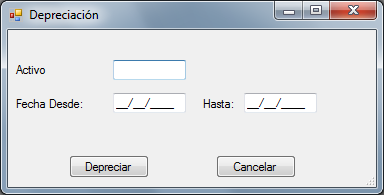 Depreciación
Activo
Fecha Desde: __/__/____ Hasta: __/__/____
Depreciar Cancelar